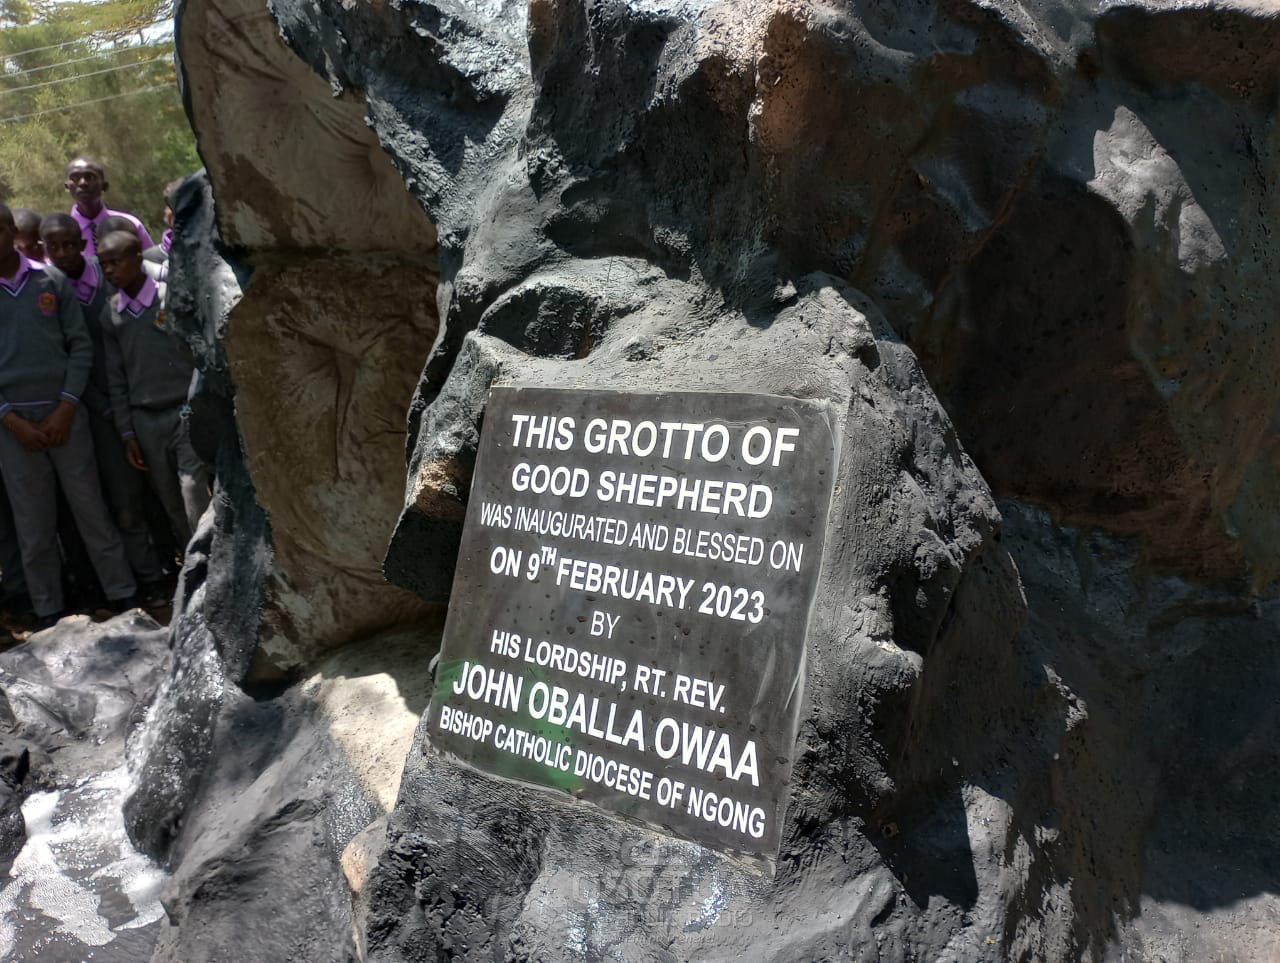 THIS GROTTO OF
GOOD SHEPHERD
WAS INAUGURATED AND BLESSED ON
ON 9TH FEBRUARY 2023
BY
HIS LORDSHIP, RT. REV.
JOHN OBALLA OWAA
BISHOP CATHOLIC DIOCESE OF NGONG